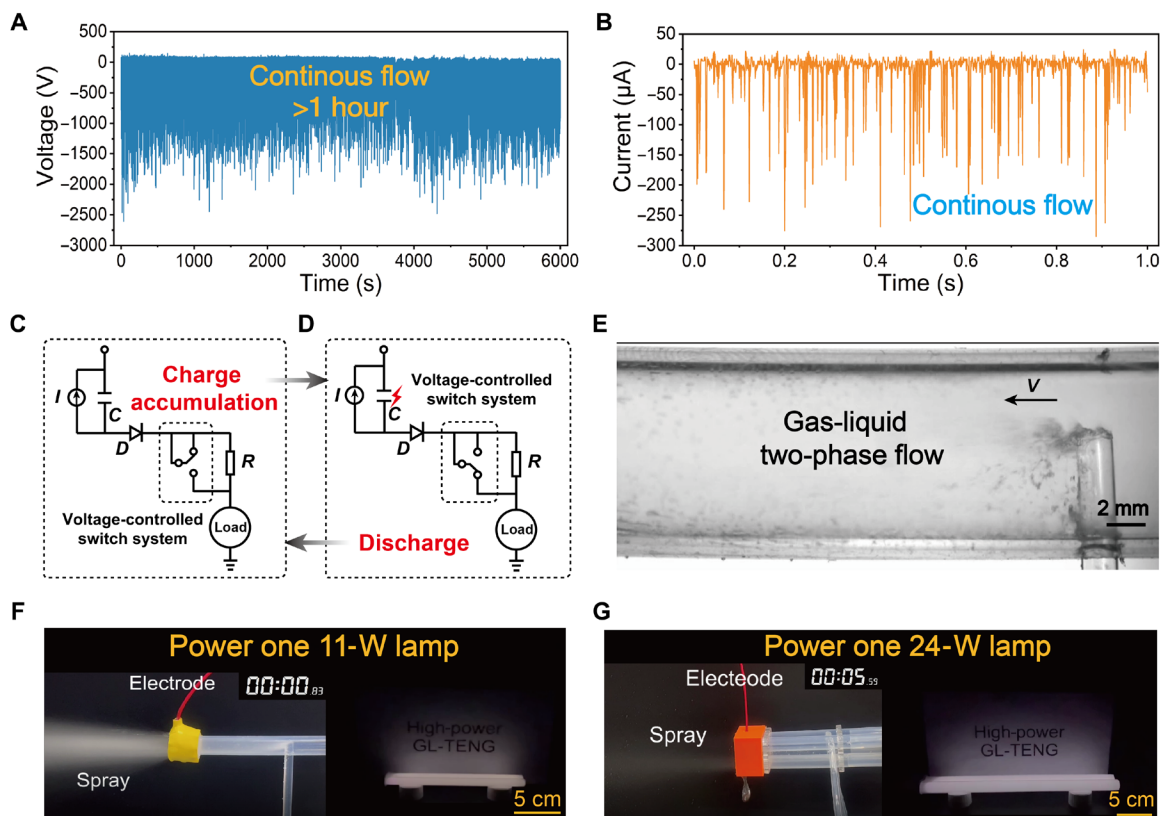 A
500
0
−500
−1000
−1500
−2000
−2500
−3000
Voltage (V)
Continous flow
>1 hour
0 1000 2000 3000 4000 5000 6000
Time (s)
B
50
0
−50
−100
−150
−200
−250
−300
Current (μA)
Continous flow
0.0 0.2 0.4 0.6 0.8 1.0
Time (s)
C
I
C
Charge
accumulation
D
R
Voltage-controlled
switch system
Load
D
I
C
Voltage-controlled
switch system
D
R
Discharge
Load
E
V
Gas-liquid
two-phase flow
2 mm
F
Power one 11-W lamp
Electrode
00:00.83
Spray
High-power
GL-TENG
5 cm
G
Power one 24-W lamp
Electeode
00:05.59
Spray
High-power
GL-TENG
5 cm